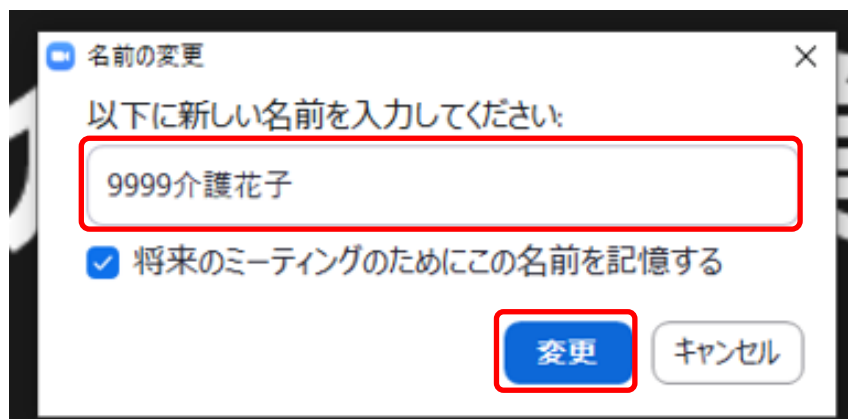 名前の変更
以下に新しい名前を入力してください:
9999介護花子
将来のミーティングのためにこの名前を記憶する
変更 キャンセル